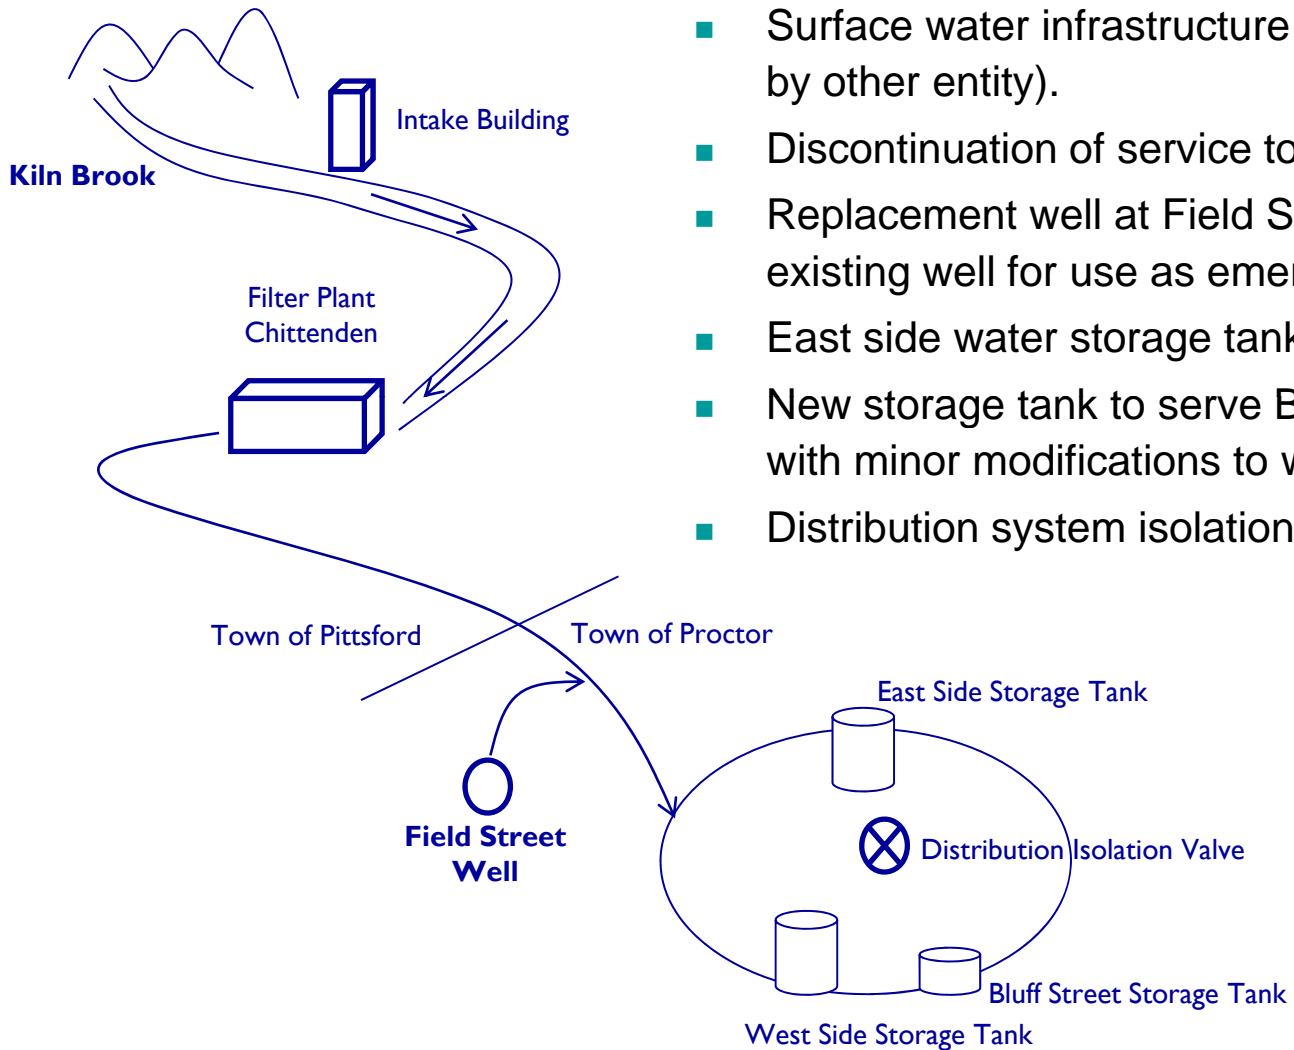 Surface water infrastructure
by other entity).
Discontinuation of service to
Replacement well at Field S
existing well for use as emer
East side water storage tank
New storage tank to serve B
with minor modifications to w
Distribution system isolation
Intake Building
Kiln Brook
Filter Plant
Chittenden
Town of Pittsford
Town of Proctor
East Side Storage Tank
Field Street
Well
Distribution Isolation Valve
Bluff Street Storage Tank
West Side Storage Tank